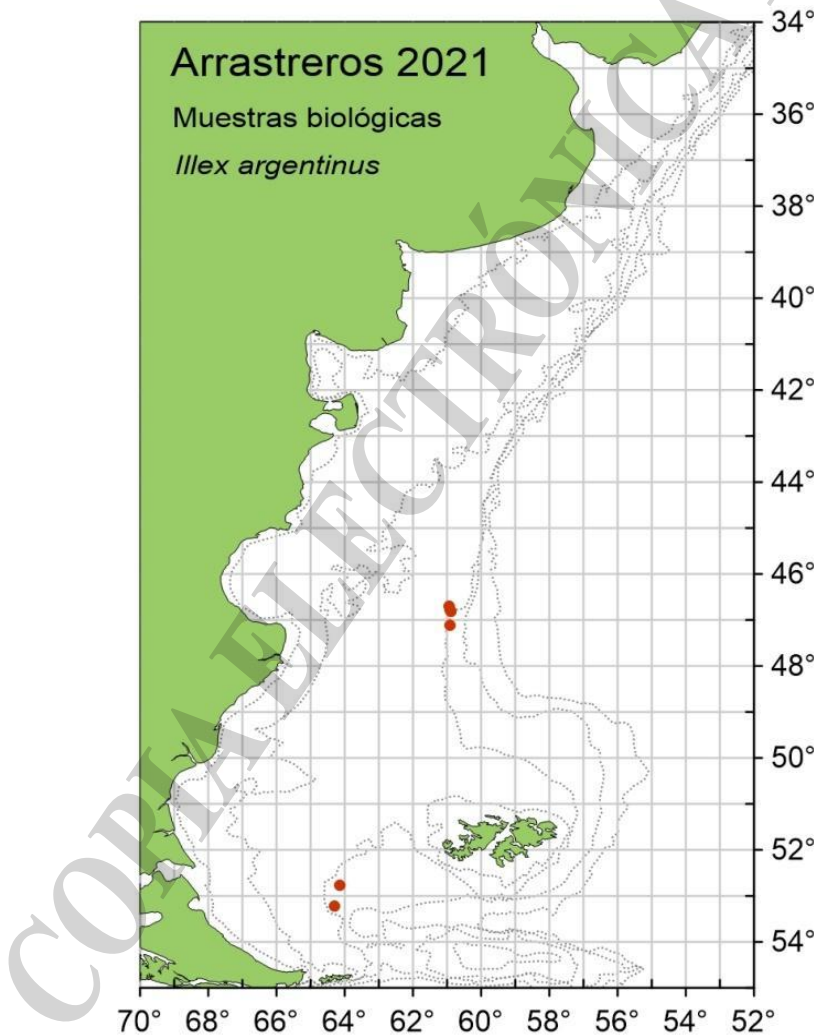 Arrastreros 2021
Muestras biológicas
Illex argentinus
34°
36°
38°
40°
42°
44°
46°
48°
50°
52°
54°
70° 68° 66° 64° 62° 60° 58° 56° 54° 52°
COPIA ELECTRÓNICA